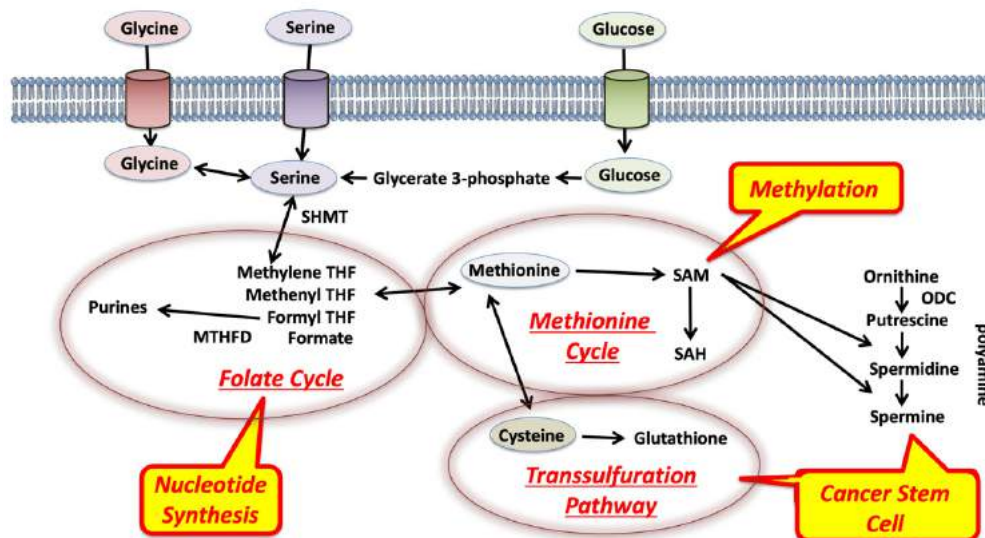 Glycine
Serine
Glucose
Glycine
Serine
Glycerate 3-phosphate
Glucose
SHMT
Methylation
Methylene THF
Methenyl THF
Formyl THF
Formate
Purines
MTHFD
Folate Cycle
Methionine
SAM
SAH
Methionine
Cycle
Ornithine
ODC
Putrescine
Spermidine
Spermine
polyamine
Cysteine
Glutathione
Transsulfuration
Pathway
Nucleotide
Synthesis
Cancer Stem
Cell